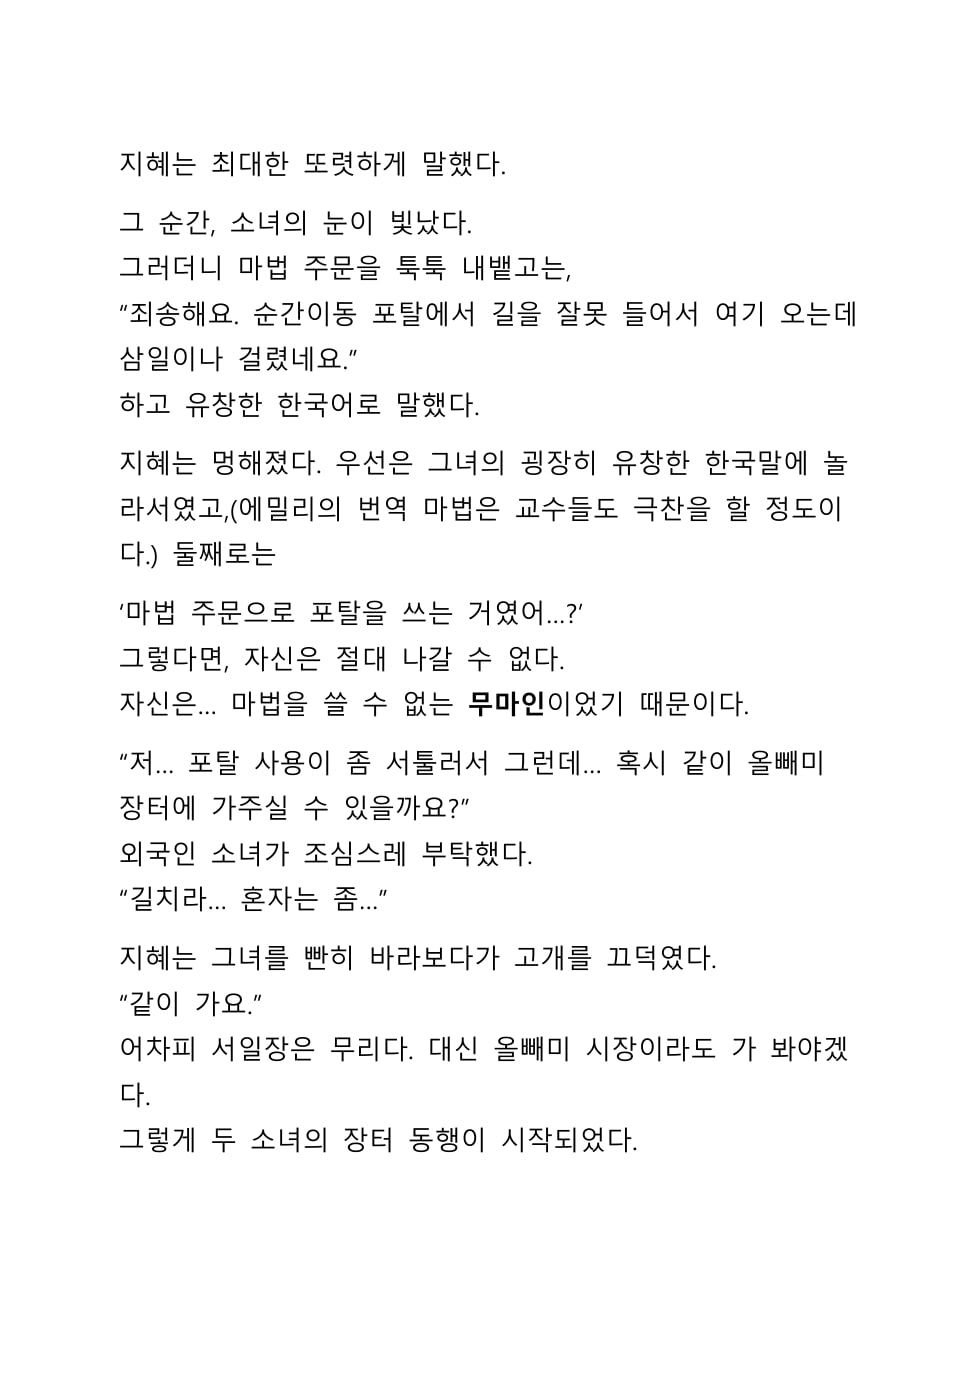 지혜는 최대한 또렷하게 말했다.
그 순간, 소녀의 눈이 빛났다.
그러더니 마법 주문을 툭툭 내뱉고는,
“죄송해요. 순간이동 포탈에서 길을 잘못 들어서 여기 오는데
삼일이나 걸렸네요.”
하고 유창한 한국어로 말했다.
지혜는 멍해졌다. 우선은 그녀의 굉장히 유창한 한국말에 놀
라서였고,(에밀리의 번역 마법은 교수들도 극찬을 할 정도이
다.) 둘째로는
‘마법 주문으로 포탈을 쓰는 거였어…?’
그렇다면, 자신은 절대 나갈 수 없다.
자신은… 마법을 쓸 수 없는 무마인이었기 때문이다.
“저… 포탈 사용이 좀 서툴러서 그런데… 혹시 같이 올빼미
장터에 가주실 수 있을까요?”
외국인 소녀가 조심스레 부탁했다.
“길치라… 혼자는 좀…”
지혜는 그녀를 빤히 바라보다가 고개를 끄덕였다.
“같이 가요.”
어차피 서일장은 무리다. 대신 올빼미 시장이라도 가 봐야겠
다.
그렇게 두 소녀의 장터 동행이 시작되었다.